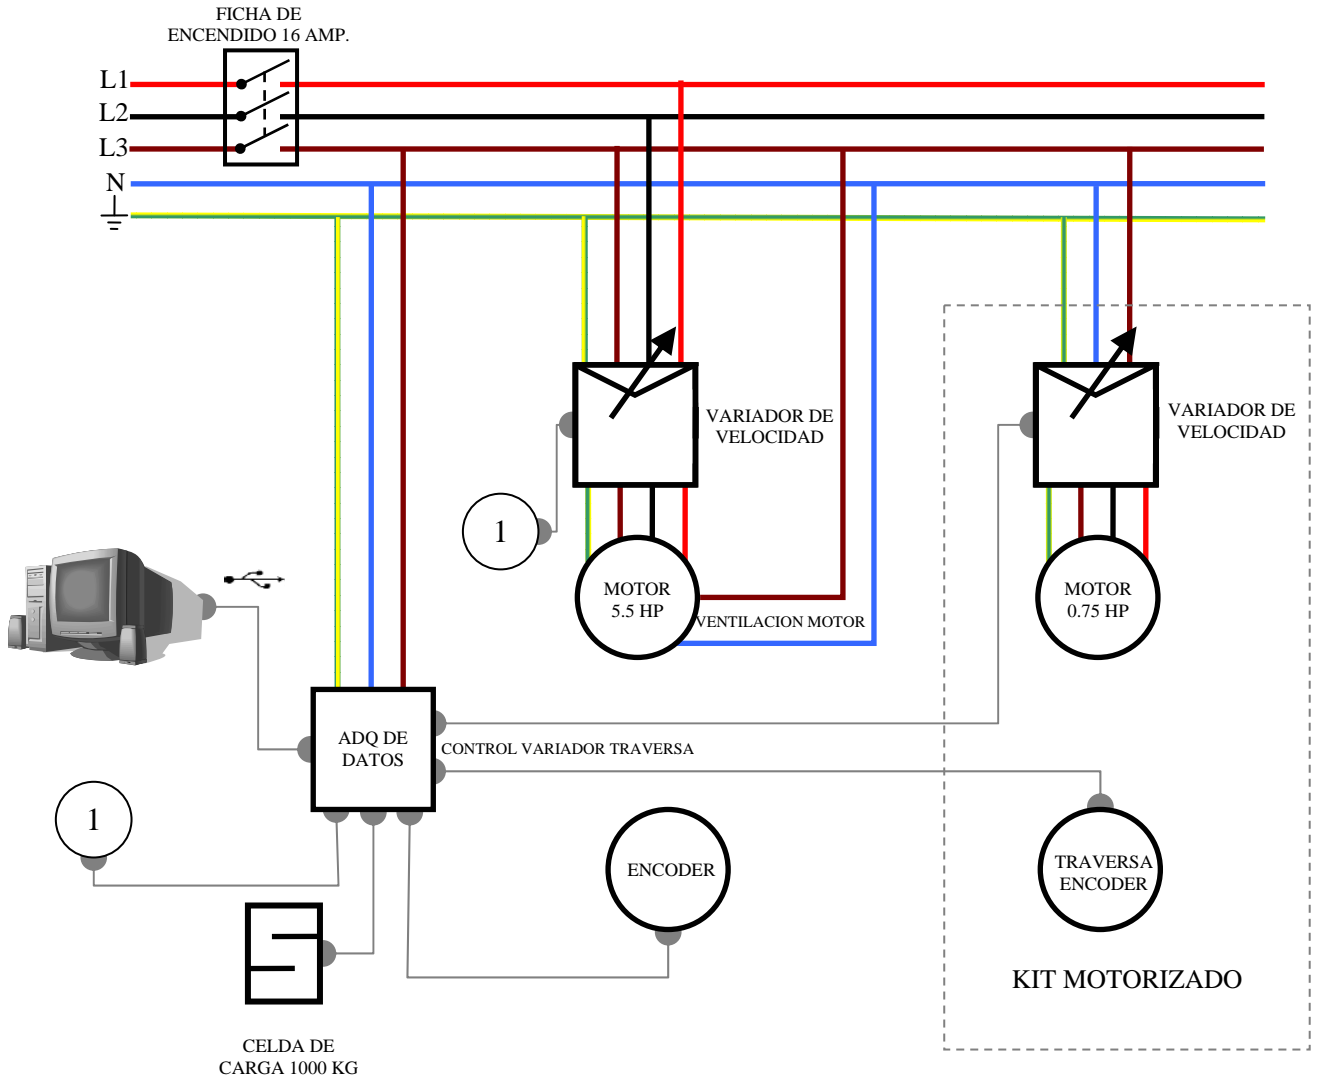 FICHA DE
ENCENDIDO 16 AMP.
L1
L2
L3
N
VARIADOR DE
VELOCIDAD
VARIADOR DE
VELOCIDAD
1
MOTOR
5.5 HP
VENTILACION MOTOR
MOTOR
0.75 HP
ADQ DE
DATOS
CONTROL VARIADOR TRAVERSA
1
ENCODER
TRAVERSA
ENCODER
KIT MOTORIZADO
CELDA DE
CARGA 1000 KG